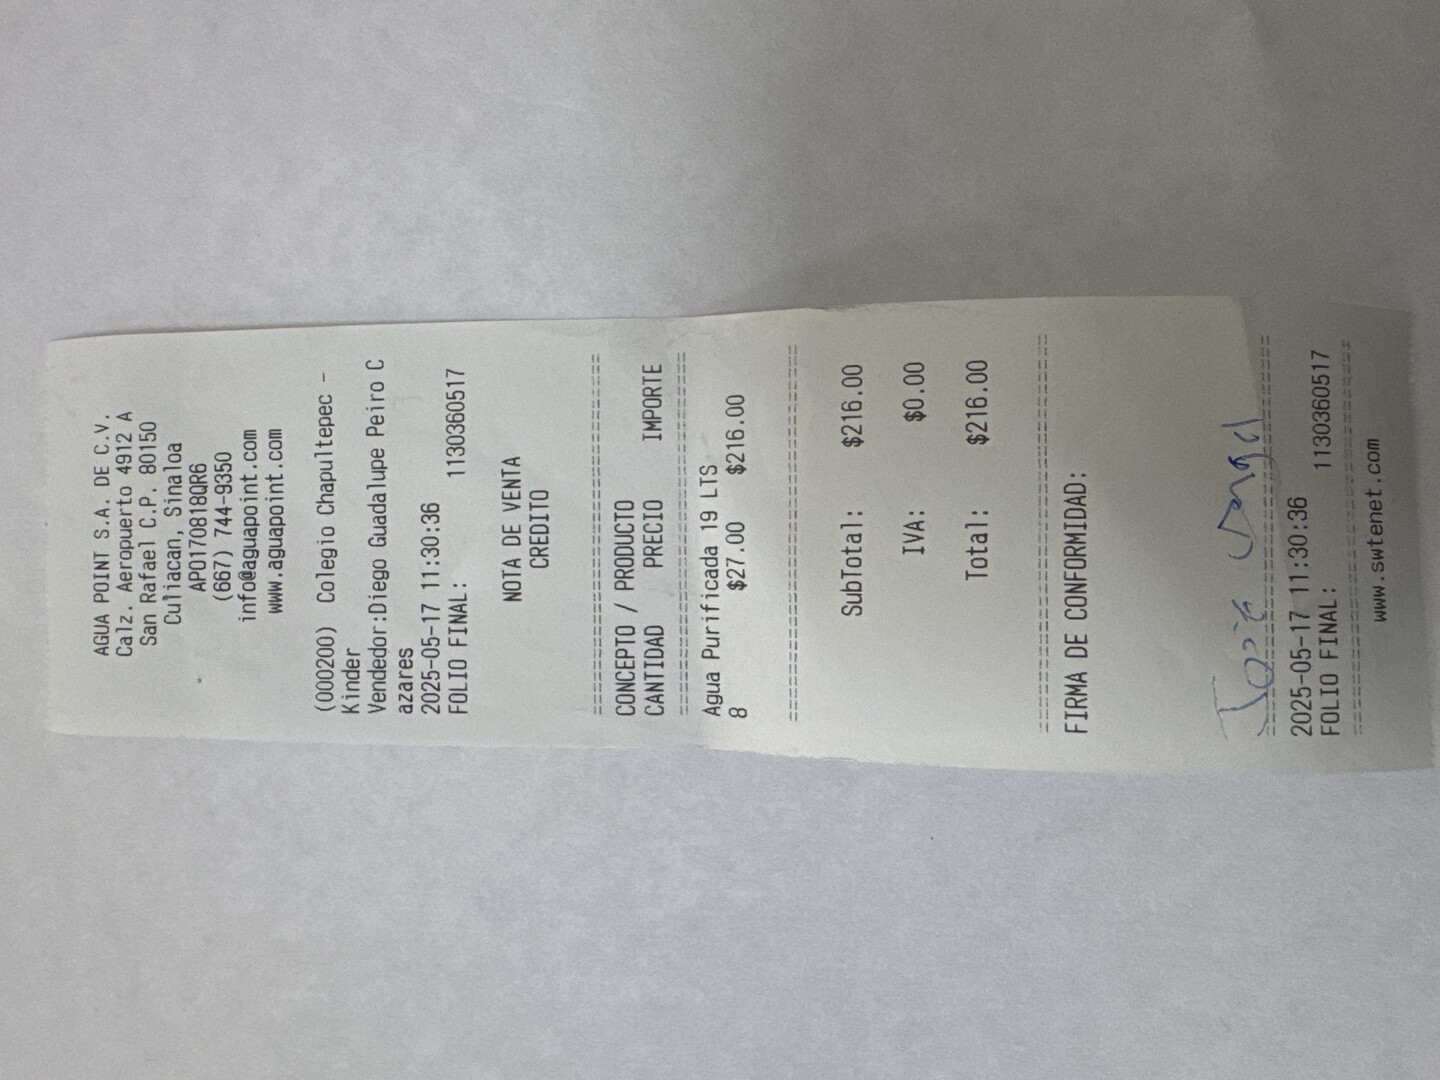 AGUA POINT S.A. DE C.V.
Calz. Aeropuerto 4912 A
San Rafael C.P. 80150
Culiacan, Sinaloa
APO170818QR6
(667) 744-9350
info@aguapoint.com
www.aguapoint.com
(000200) Colegio Chapultepec -
Kinder
Vendedor:Diego Guadalupe Peiro C
azares
2025-05-17 11:30:36
FOLIO FINAL: 1130360517
NOTA DE VENTA
CREDITO
================================
CONCEPTO / PRODUCTO
CANTIDAD PRECIO IMPORTE
================================
Agua Purificada 19 LTS
8 $27.00 $216.00
================================
SubTotal: $216.00
IVA: $0.00
Total: $216.00
================================
FIRMA DE CONFORMIDAD:
================================
2025-05-17 11:30:36
FOLIO FINAL: 1130360517
================================
www.swtenet.com